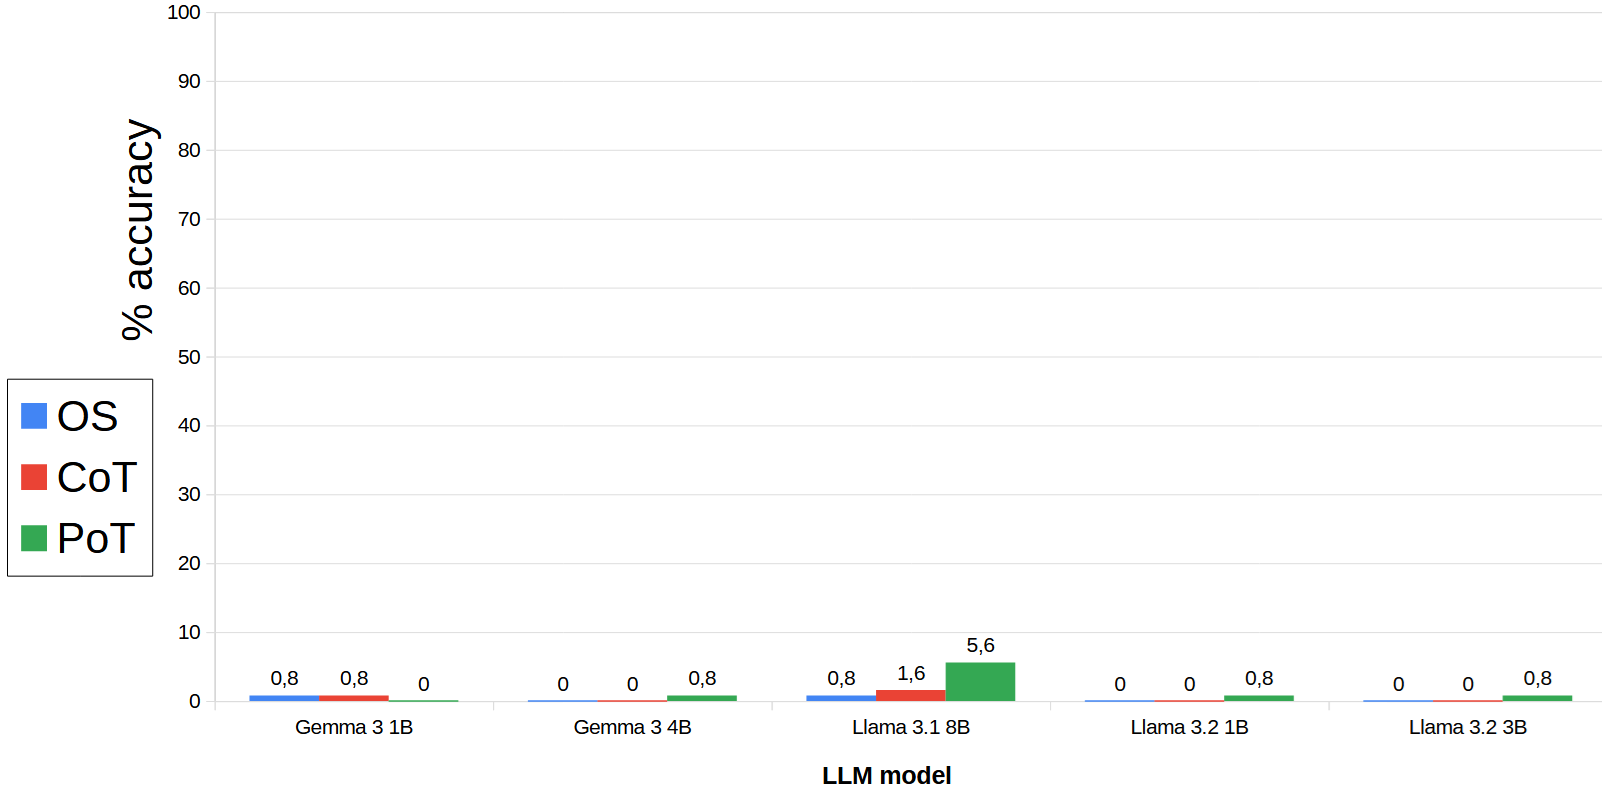 100
90
80
70
60
50
40
30
20
10
0
% accuracy
OS
CoT
PoT
0,8 0,8 0
0 0 0,8
0,8 1,6 5,6
0 0 0,8
0 0 0,8
Gemma 3 1B
Gemma 3 4B
Llama 3.1 8B
Llama 3.2 1B
Llama 3.2 3B
LLM model